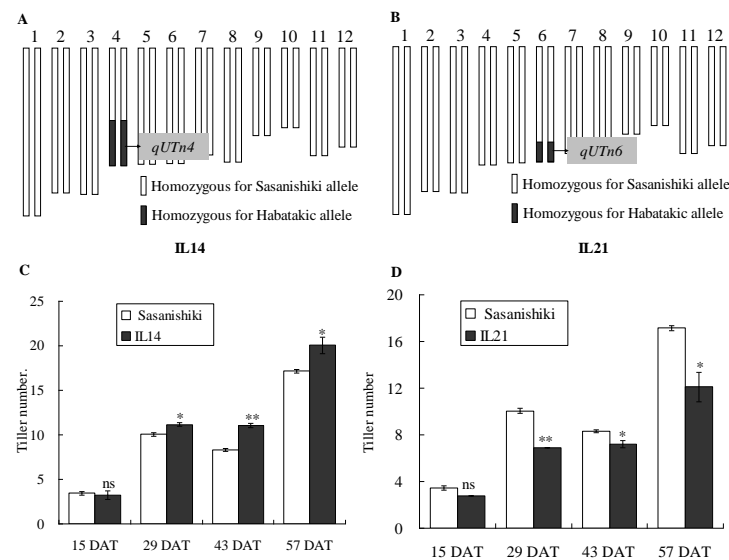 A
1 2 3 4 5 6 7 8 9 10 11 12
qUTn4
Homozygous for Sasanishiki allele
Homozygous for Habatakic allele
IL14
B
1 2 3 4 5 6 7 8 9 10 11 12
qUTn6
Homozygous for Sasanishiki allele
Homozygous for Habatakic allele
IL21
C
Tiller number.
25
20
15
10
5
0
Sasanishiki
IL14
ns
*
**
*
15 DAT 29 DAT 43 DAT 57 DAT
D
Tiller number
20
16
12
8
4
0
Sasanishiki
IL21
ns
**
*
*
15 DAT 29 DAT 43 DAT 57 DAT